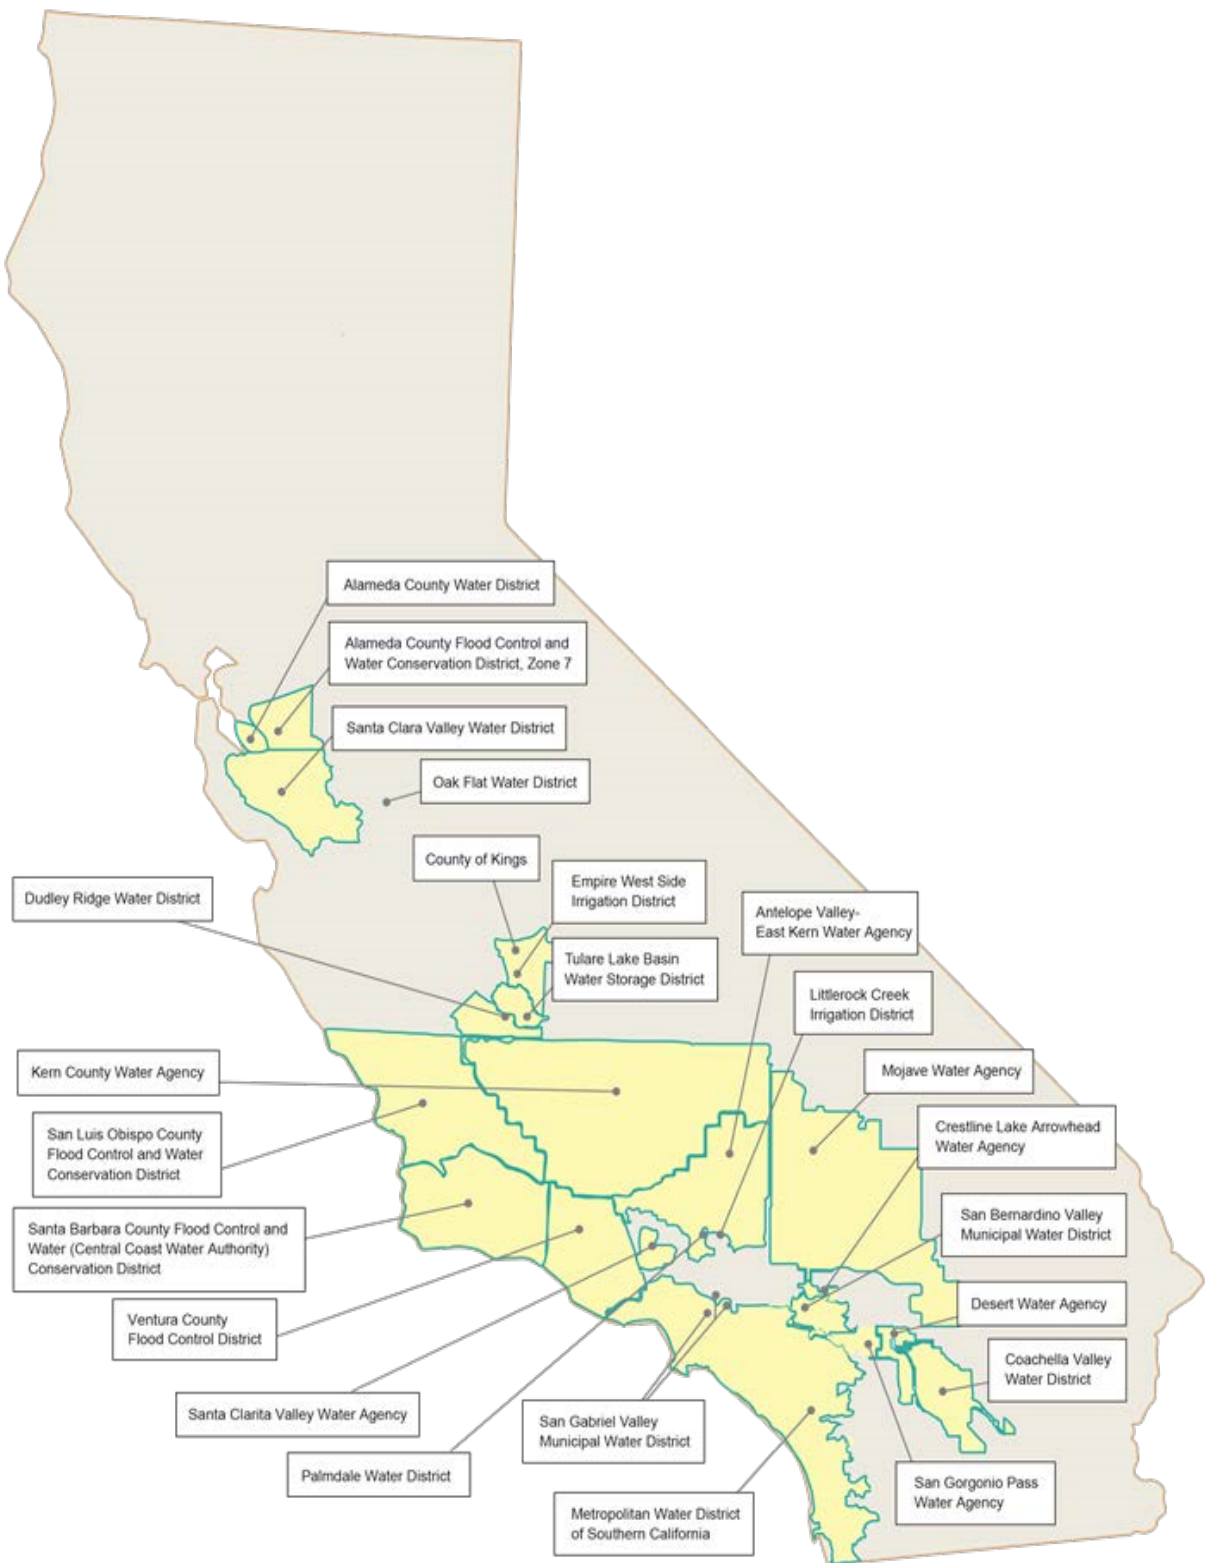 Alameda County Water District
Alameda County Flood Control and
Water Conservation District, Zone 7
Santa Clara Valley Water District
Oak Flat Water District
County of Kings
Dudley Ridge Water District
Empire West Side
Irrigation District
Antelope Valley-
East Kern Water Agency
Tulare Lake Basin
Water Storage District
Littlerock Creek
Irrigation District
Kern County Water Agency
Mojave Water Agency
San Luis Obispo County
Flood Control and Water
Conservation District
Crestline Lake Arrowhead
Water Agency
Santa Barbara County Flood Control and
Water (Central Coast Water Authority)
Conservation District
San Bernardino Valley
Municipal Water District
Ventura County
Flood Control District
Desert Water Agency
Coachella Valley
Water District
Santa Clarita Valley Water Agency
San Gabriel Valley
Municipal Water District
Palmdale Water District
San Gorgonio Pass
Water Agency
Metropolitan Water District
of Southern California